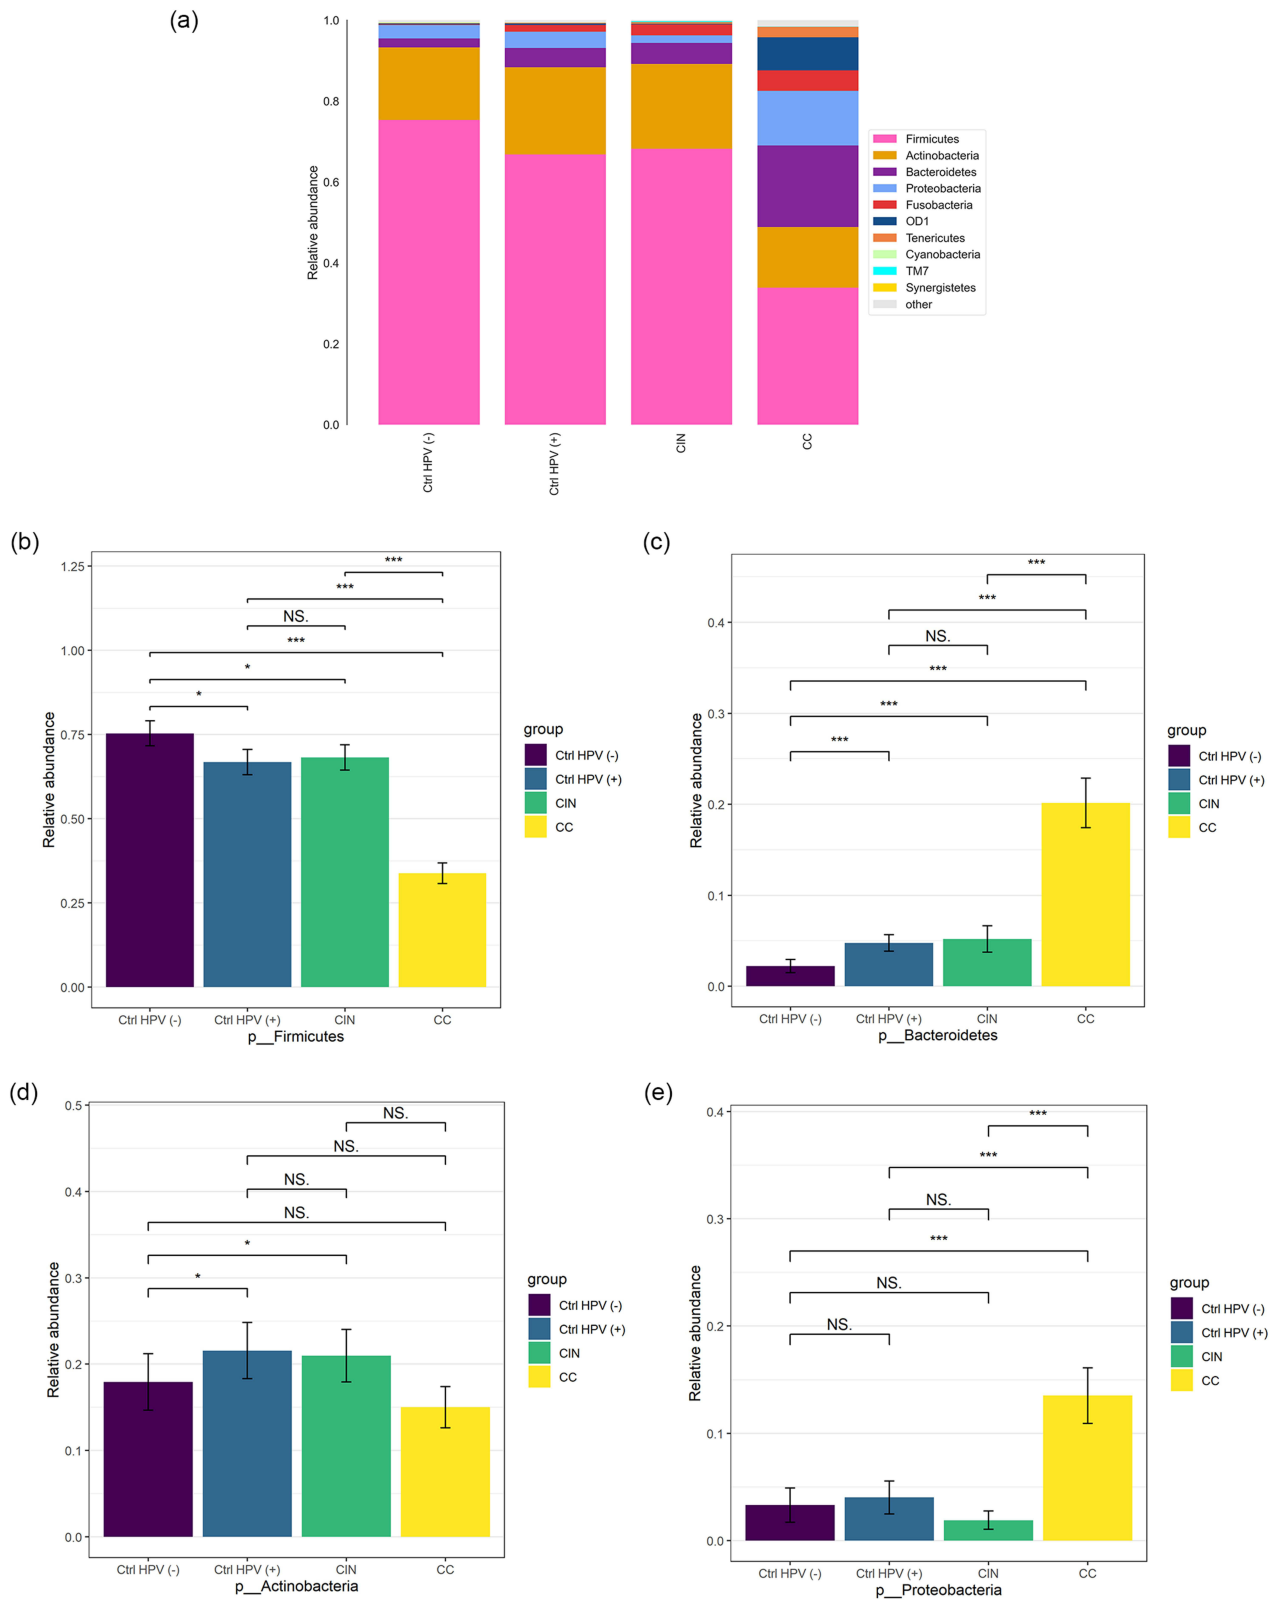 (a)
1.0
0.8
0.6
0.4
0.2
0.0
Relative abundance
Ctrl HPV (-)
Ctrl HPV (+)
CIN
CC
Firmicutes
Actinobacteria
Bacteroidetes
Proteobacteria
Fusobacteria
OD1
Tenericutes
Cyanobacteria
TM7
Synergistetes
other
(b)
1.25
1.00
0.75
0.50
0.25
0.00
Relative abundance
***
***
NS.
***
*
*
Ctrl HPV (-)
Ctrl HPV (+)
CIN
CC
p__Firmicutes
group
Ctrl HPV (-)
Ctrl HPV (+)
CIN
CC
(c)
0.4
0.3
0.2
0.1
0.0
Relative abundance
***
***
NS.
***
***
***
Ctrl HPV (-)
Ctrl HPV (+)
CIN
CC
p__Bacteroidetes
group
Ctrl HPV (-)
Ctrl HPV (+)
CIN
CC
(d)
0.5
0.4
0.3
0.2
0.1
0.0
Relative abundance
NS.
NS.
NS.
NS.
*
*
Ctrl HPV (-)
Ctrl HPV (+)
CIN
CC
p__Actinobacteria
group
Ctrl HPV (-)
Ctrl HPV (+)
CIN
CC
(e)
0.4
0.3
0.2
0.1
0.0
Relative abundance
***
***
NS.
***
NS.
NS.
Ctrl HPV (-)
Ctrl HPV (+)
CIN
CC
p__Proteobacteria
group
Ctrl HPV (-)
Ctrl HPV (+)
CIN
CC